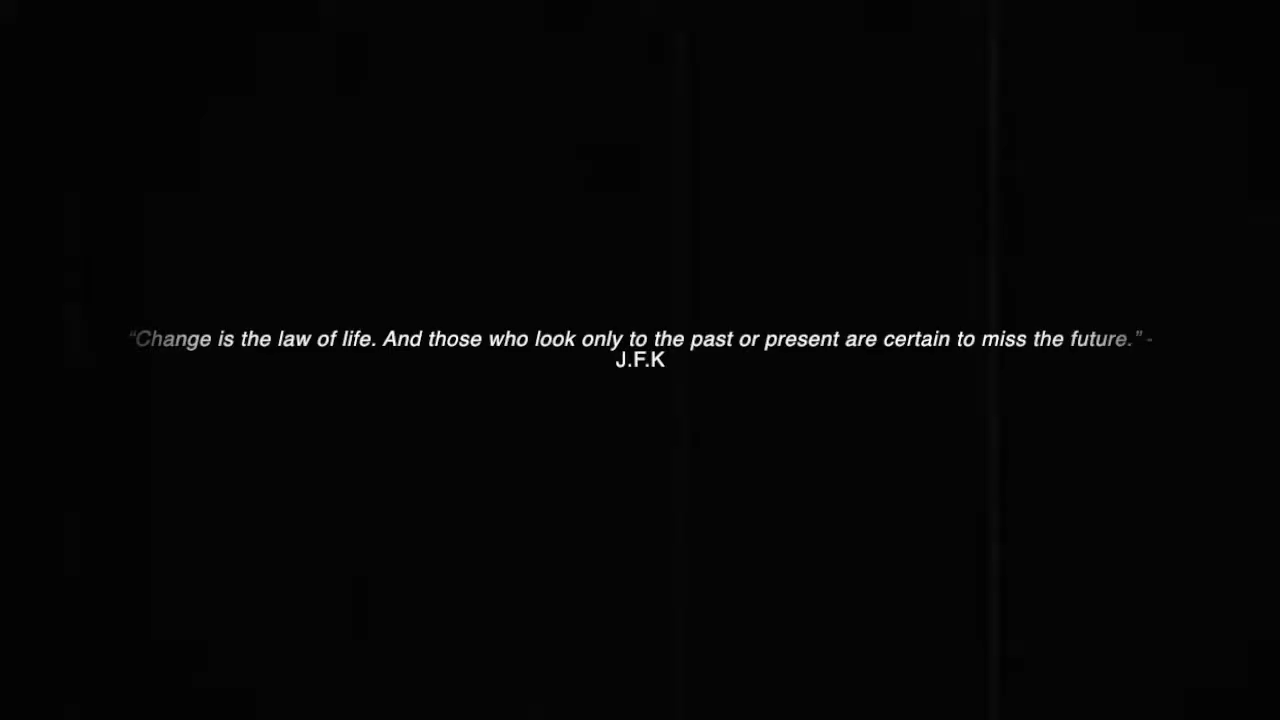 “Change is the law of life. And those who look only to the past or present are certain to miss the future.” -
J.F.K